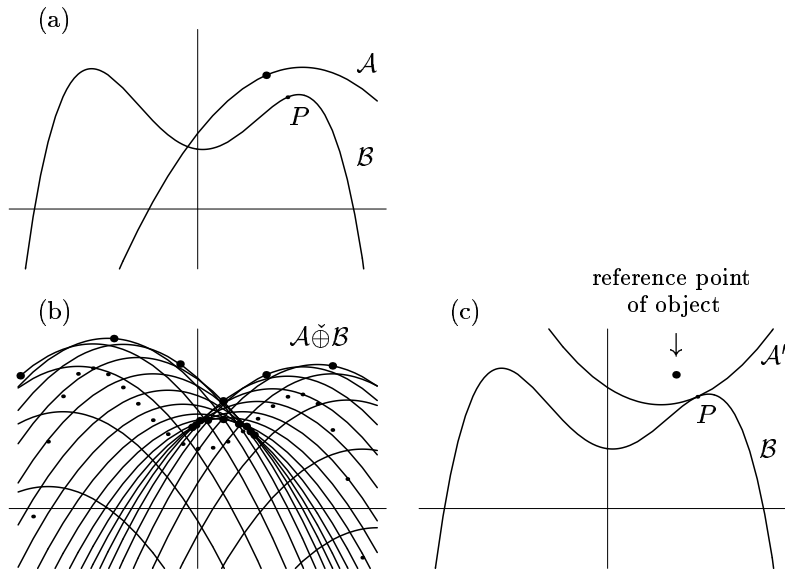 (a)
𝒜
P
ℬ
(b)
𝒜⊕̌ℬ
(c)
reference point
of object
↓
𝒜′
P
ℬ